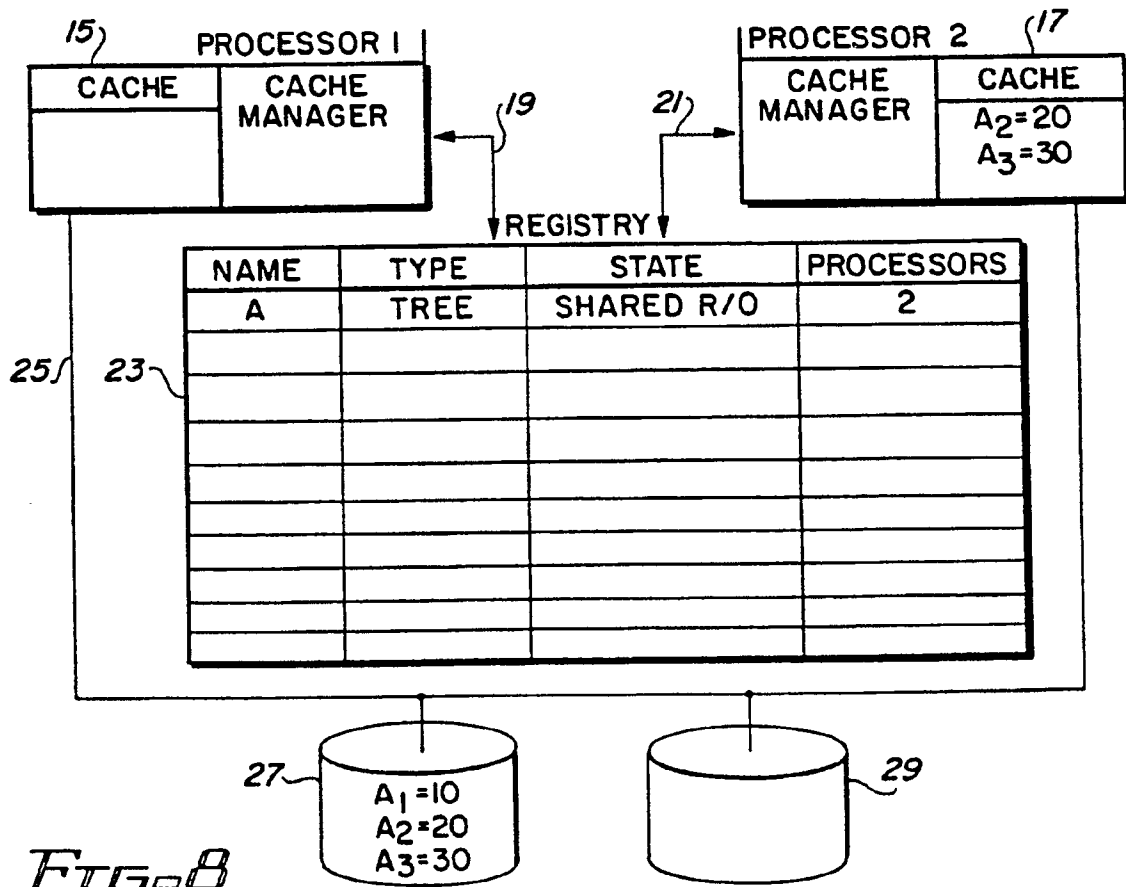 15
PROCESSOR 1
PROCESSOR 2
17
CACHE
CACHE MANAGER
19
21
CACHE MANAGER
CACHE
A2=20
A3=30
REGISTRY
NAME TYPE STATE PROCESSORS
A TREE SHARED R/O 2
25
23
27
A1=10
A2=20
A3=30
29
FIG. 8